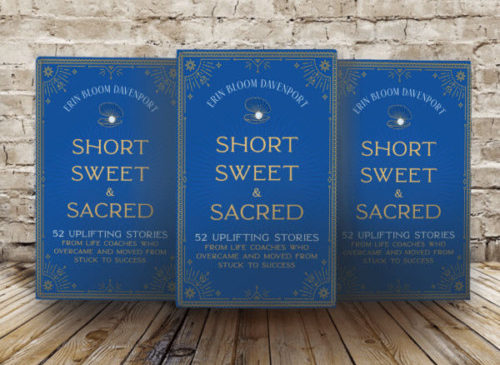 ERIN BLOOM DAVENPORT
SHORT
SWEET
&
SACRED
52 UPLIFTING STORIES
FROM LIFE COACHES WHO
OVERCAME AND MOVED FROM
STUCK TO SUCCESS
ERIN BLOOM DAVENPORT
SHORT
SWEET
&
SACRED
52 UPLIFTING STORIES
FROM LIFE COACHES WHO
OVERCAME AND MOVED FROM
STUCK TO SUCCESS
ERIN BLOOM DAVENPORT
SHORT
SWEET
&
SACRED
52 UPLIFTING STORIES
FROM LIFE COACHES WHO
OVERCAME AND MOVED FROM
STUCK TO SUCCESS